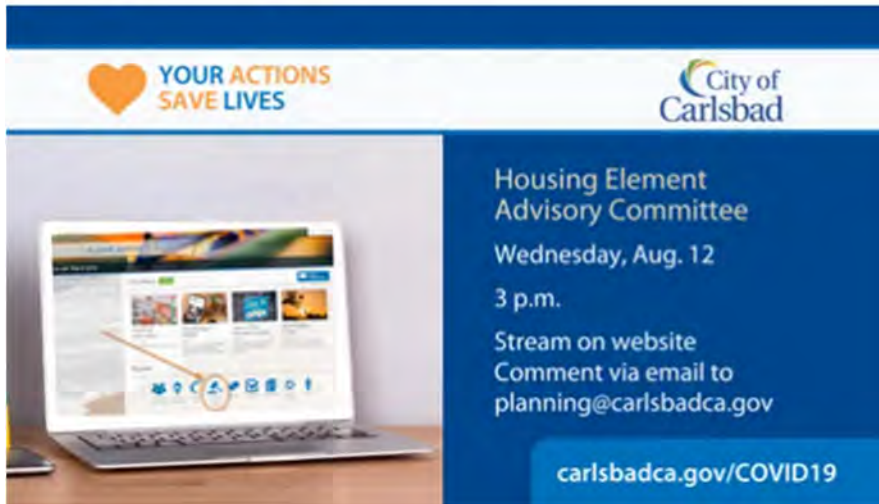 YOUR ACTIONS
SAVE LIVES
City of
Carlsbad
Housing Element
Advisory Committee
Wednesday, Aug. 12
3 p.m.
Stream on website
Comment via email to
planning@carlsbadca.gov
carlsbadca.gov/COVID19